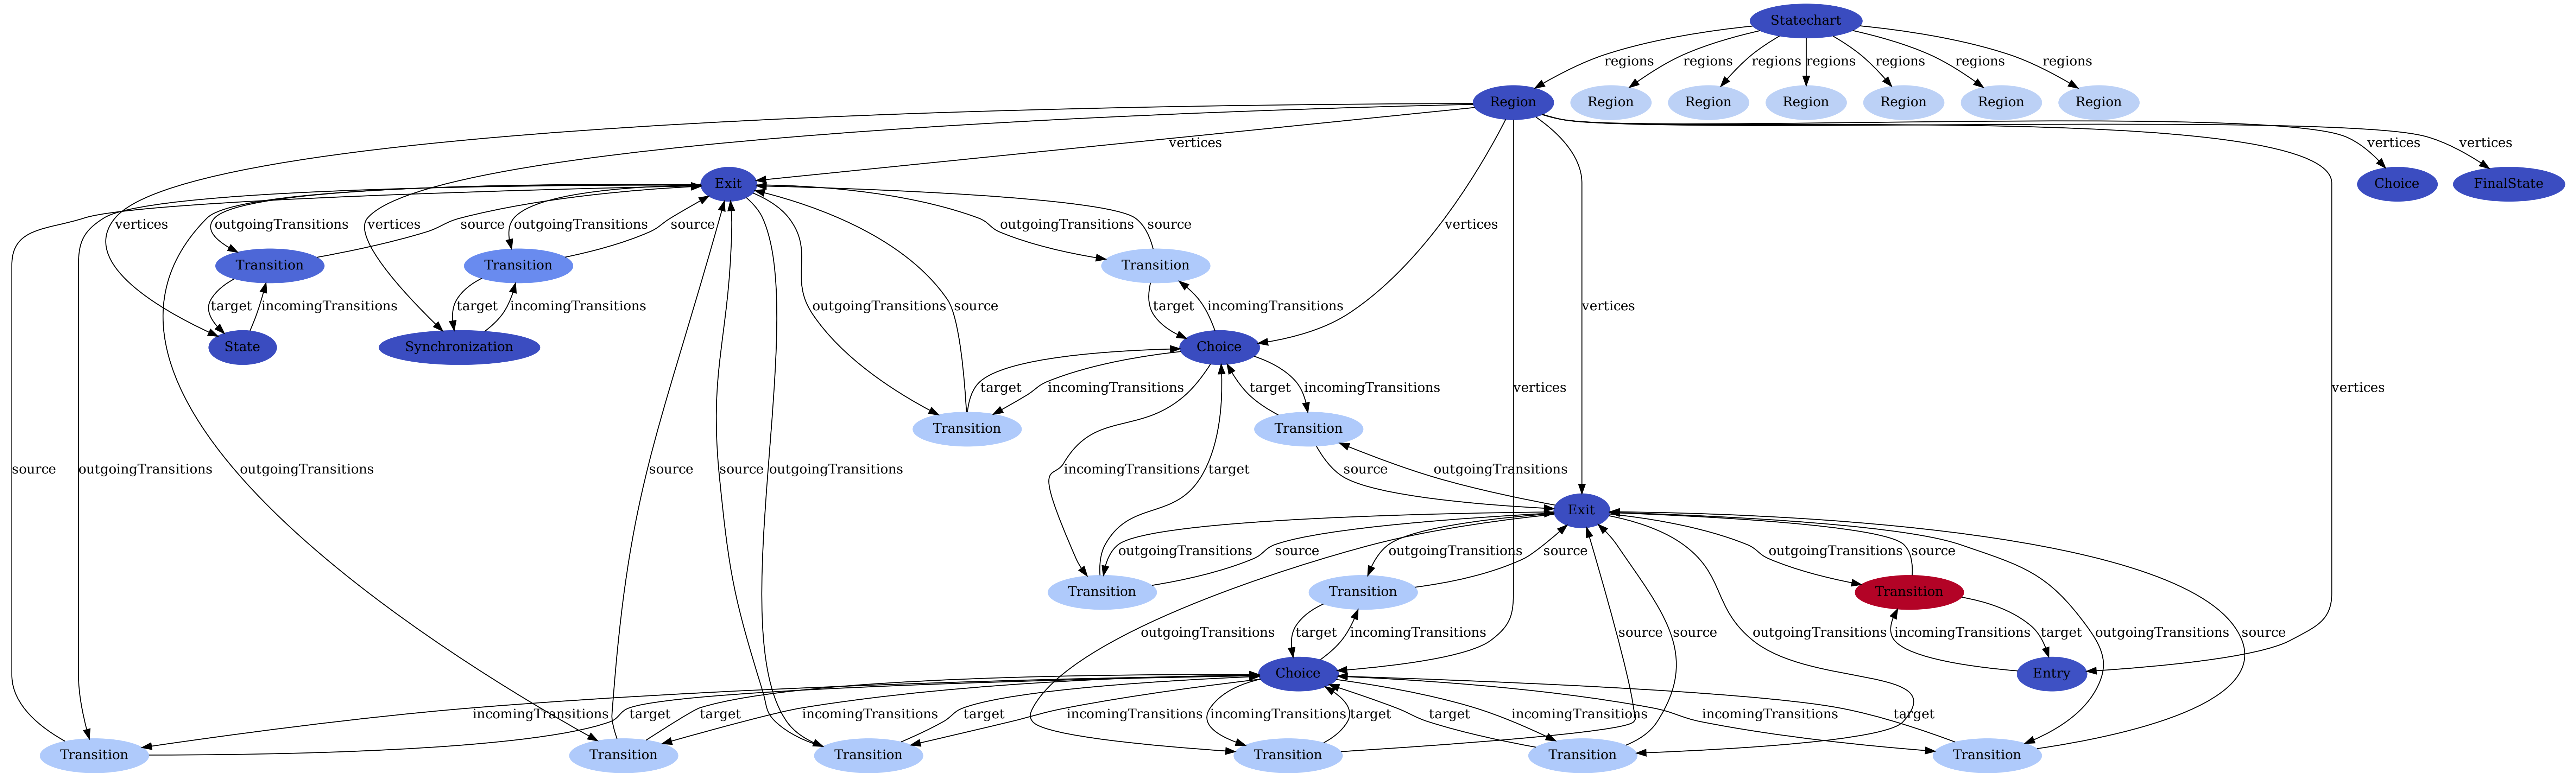 Statechart
regions regions regions regions regions regions regions
Region Region Region Region Region Region Region
vertices vertices vertices
Exit Choice FinalState
vertices outgoingTransitions source vertices outgoingTransitions source outgoingTransitions source vertices
Transition Transition Transition
target incomingTransitions target incomingTransitions outgoingTransitions source target incomingTransitions vertices
State Synchronization Choice
target incomingTransitions target incomingTransitions vertices vertices
Transition Transition
source outgoingTransitions outgoingTransitions source source outgoingTransitions incomingTransitions target source outgoingTransitions
Exit
outgoingTransitions source outgoingTransitions source outgoingTransitions source
Transition Transition Transition
outgoingTransitions target incomingTransitions source source outgoingTransitions incomingTransitions target outgoingTransitions source
Choice Entry
incomingTransitions target target incomingTransitions target incomingTransitions incomingTransitions target target incomingTransitions incomingTransitions target
Transition Transition Transition Transition Transition Transition